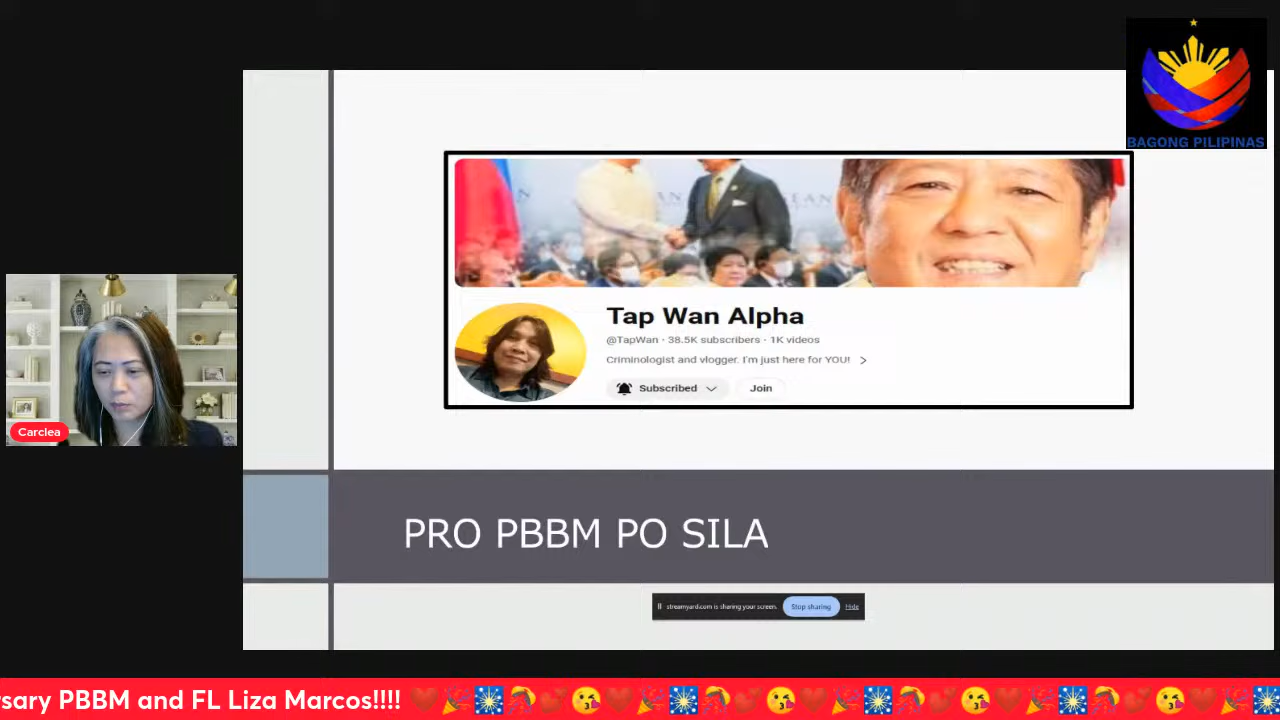 BAGONG PILIPINAS
Tap Wan Alpha
@TapWan · 38.5K subscribers · 1K videos
Criminologist and vlogger. I'm just here for YOU! >
Subscribed
Join
Carclea
PRO PBBM PO SILA
streamyard.com is sharing your screen.
Stop sharing
Hide
rsary PBBM and FL Liza Marcos!!!! ❤️🎉🎇🎊💕😘❤️🎉🎇🎊💕😘❤️🎉🎇🎊💕😘❤️🎉🎇🎊💕😘❤️🎉🎇